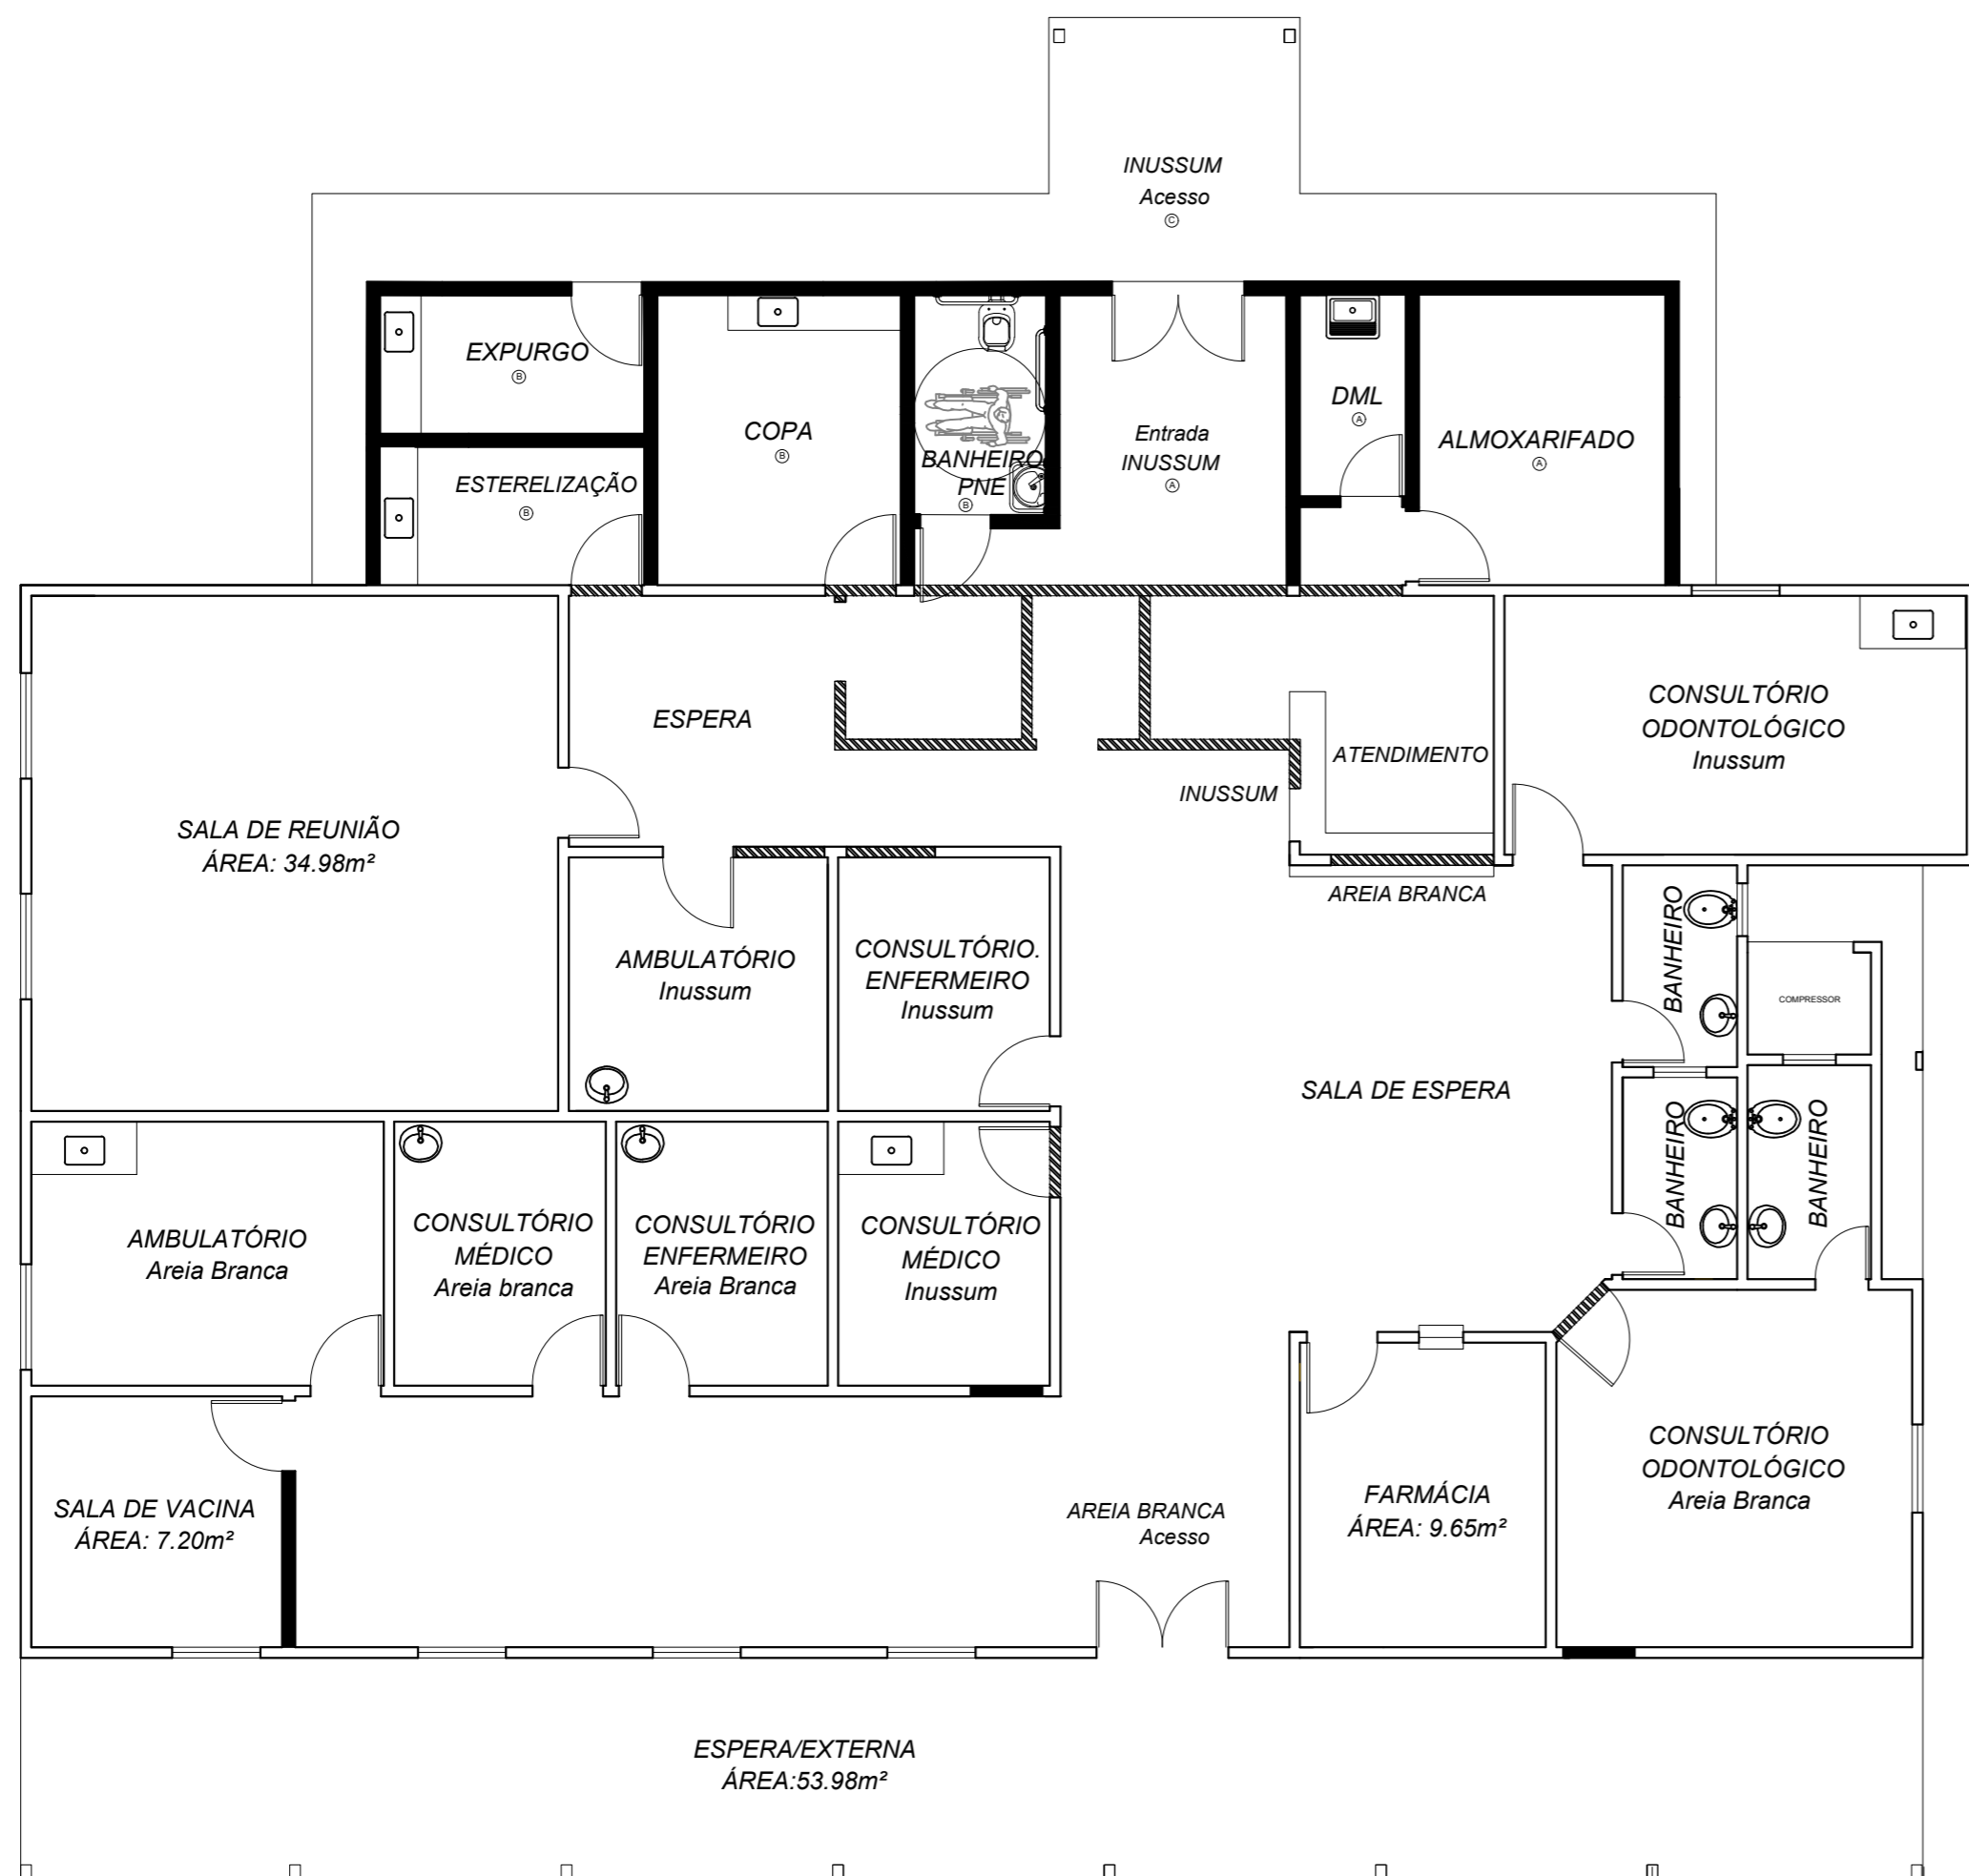 INUSSUM
Acesso
C
EXPURGO
B
COPA
B
ESTERELIZAÇÃO
B
BANHEIRO
PNE
B
Entrada
INUSSUM
A
DML
A
ALMOXARIFADO
A
ESPERA
SALA DE REUNIÃO
ÁREA: 34.98m²
INUSSUM
ATENDIMENTO
AREIA BRANCA
CONSULTÓRIO
ODONTOLÓGICO
Inussum
AMBULATÓRIO
Inussum
CONSULTÓRIO.
ENFERMEIRO
Inussum
BANHEIRO
COMPRESSOR
SALA DE ESPERA
BANHEIRO
BANHEIRO
AMBULATÓRIO
Areia Branca
CONSULTÓRIO
MÉDICO
Areia branca
CONSULTÓRIO
ENFERMEIRO
Areia Branca
CONSULTÓRIO
MÉDICO
Inussum
SALA DE VACINA
ÁREA: 7.20m²
AREIA BRANCA
Acesso
FARMÁCIA
ÁREA: 9.65m²
CONSULTÓRIO
ODONTOLÓGICO
Areia Branca
ESPERA/EXTERNA
ÁREA:53.98m²